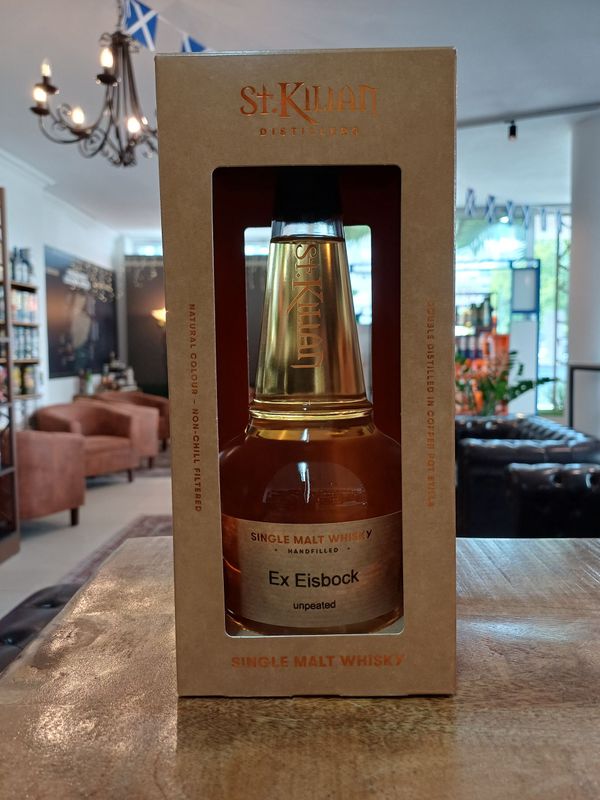 St.Kilian
DISTILLERS
St.Kilian
NATURAL COLOUR - NON-CHILL FILTERED
DOUBLE DISTILLED IN COPPER POT STILLS
SINGLE MALT WHISKY
• HANDFILLED •
Ex Eisbock
unpeated
SINGLE MALT WHISKY